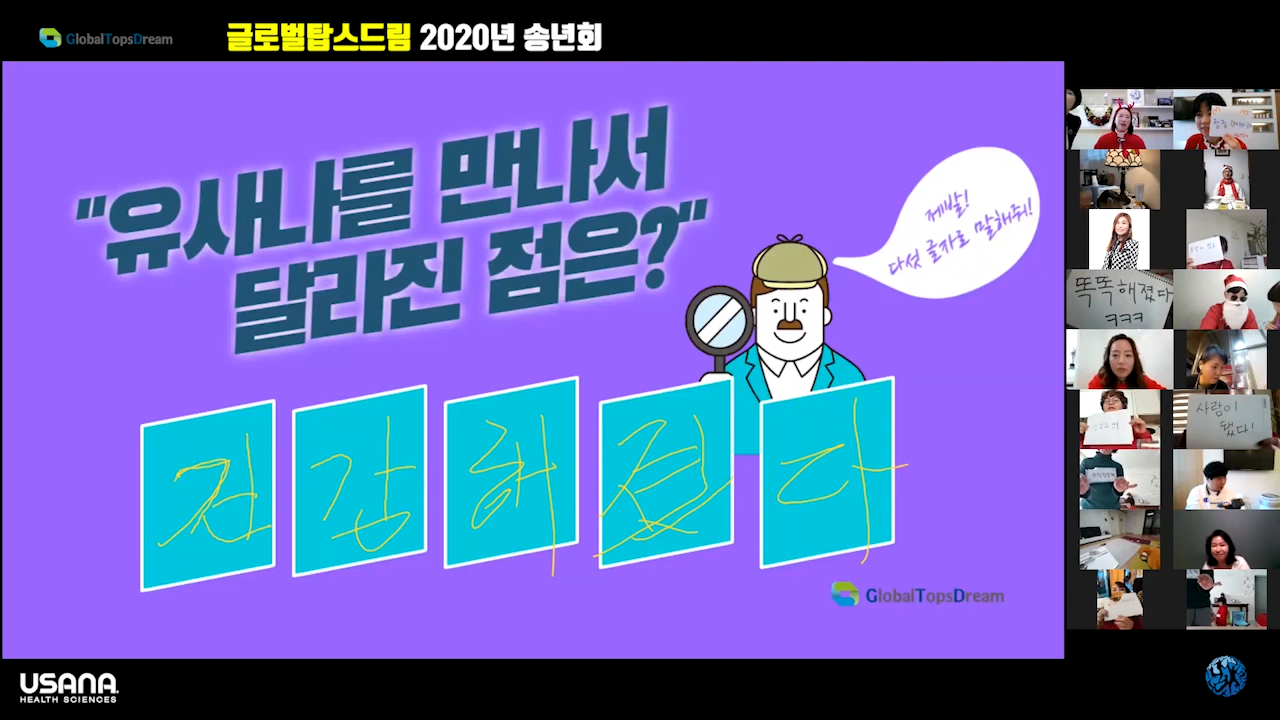 GlobalTopsDream
글로벌탑스드림 2020년 송년회
"유사나를 만나서
달라진 점은?"
제발!
다섯 글자로 말해줘!
건강해졌다
GlobalTopsDream
똑똑해졌다
ㅋㅋㅋ
사람이
됐다!
USANA
HEALTH SCIENCES